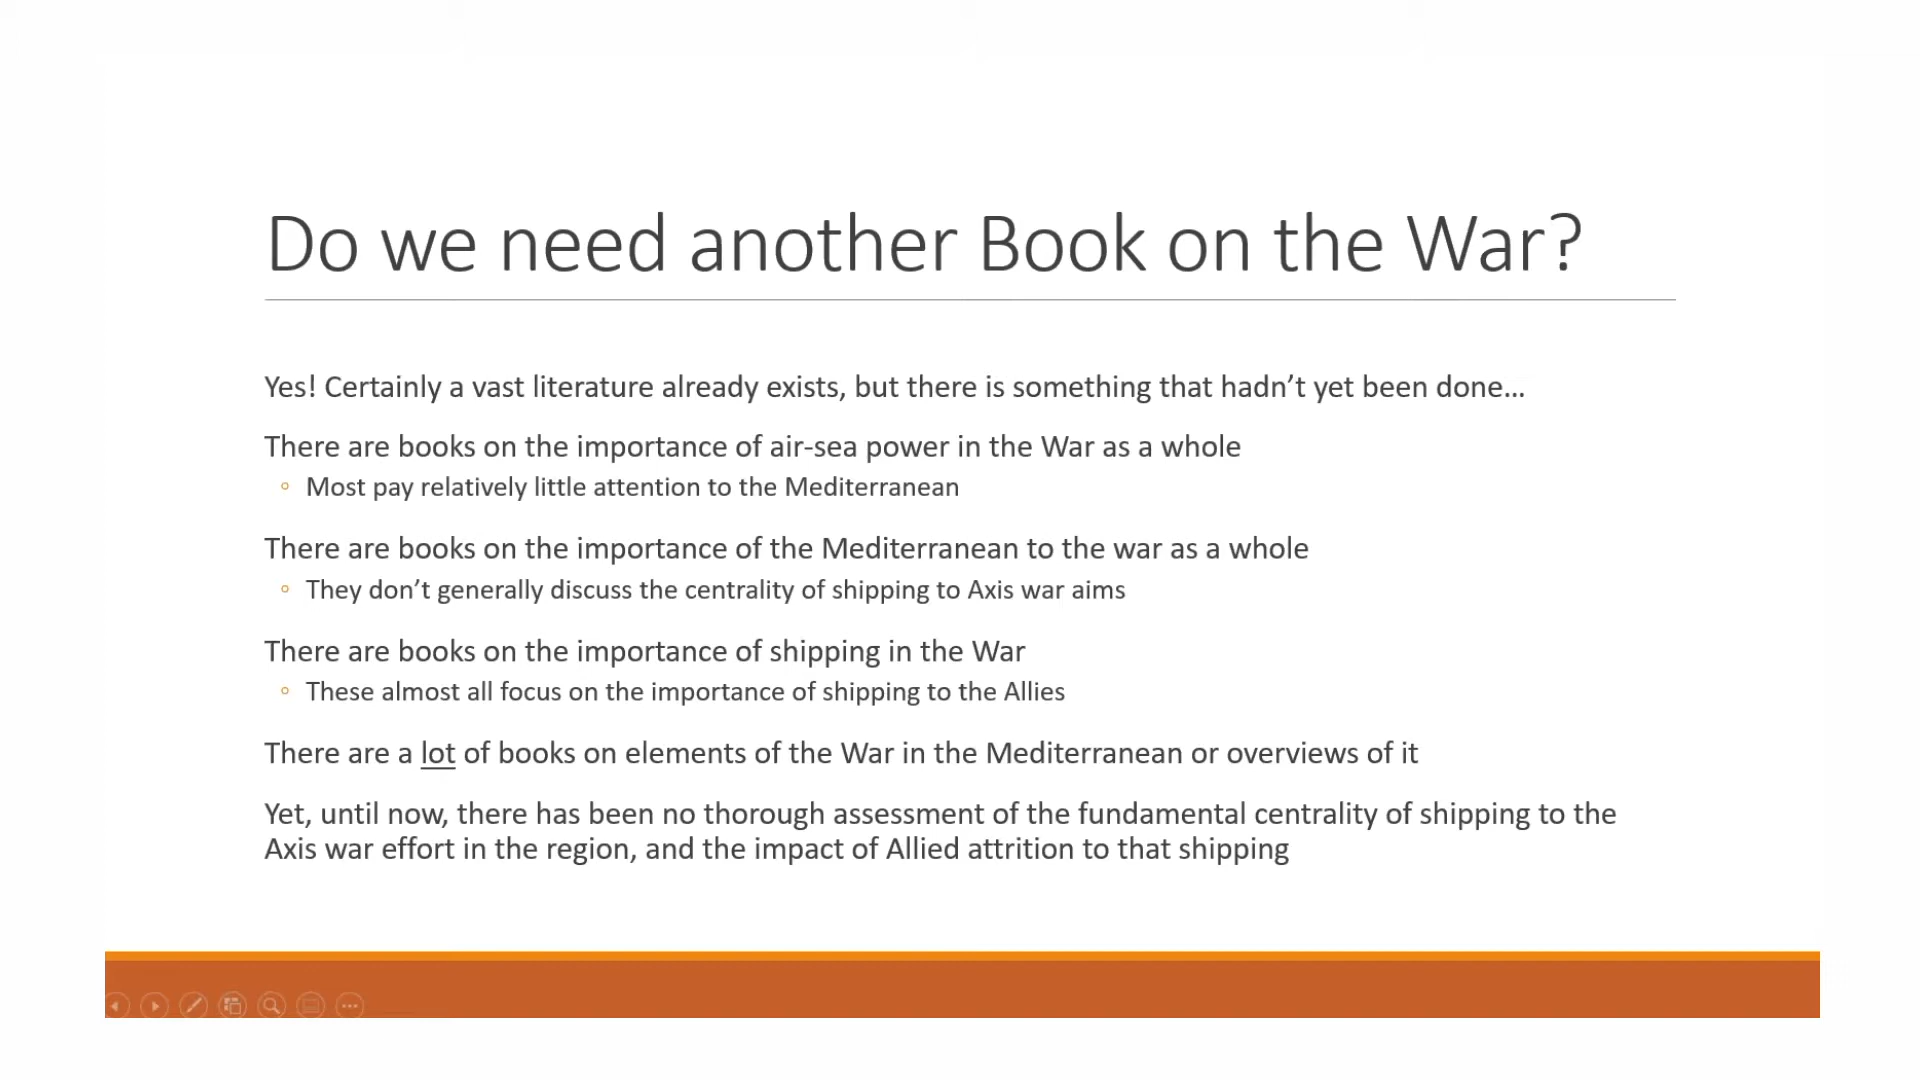 Do we need another Book on the War?
Yes! Certainly a vast literature already exists, but there is something that hadn’t yet been done…
There are books on the importance of air-sea power in the War as a whole
◦ Most pay relatively little attention to the Mediterranean
There are books on the importance of the Mediterranean to the war as a whole
◦ They don’t generally discuss the centrality of shipping to Axis war aims
There are books on the importance of shipping in the War
◦ These almost all focus on the importance of shipping to the Allies
There are a lot of books on elements of the War in the Mediterranean or overviews of it
Yet, until now, there has been no thorough assessment of the fundamental centrality of shipping to the
Axis war effort in the region, and the impact of Allied attrition to that shipping